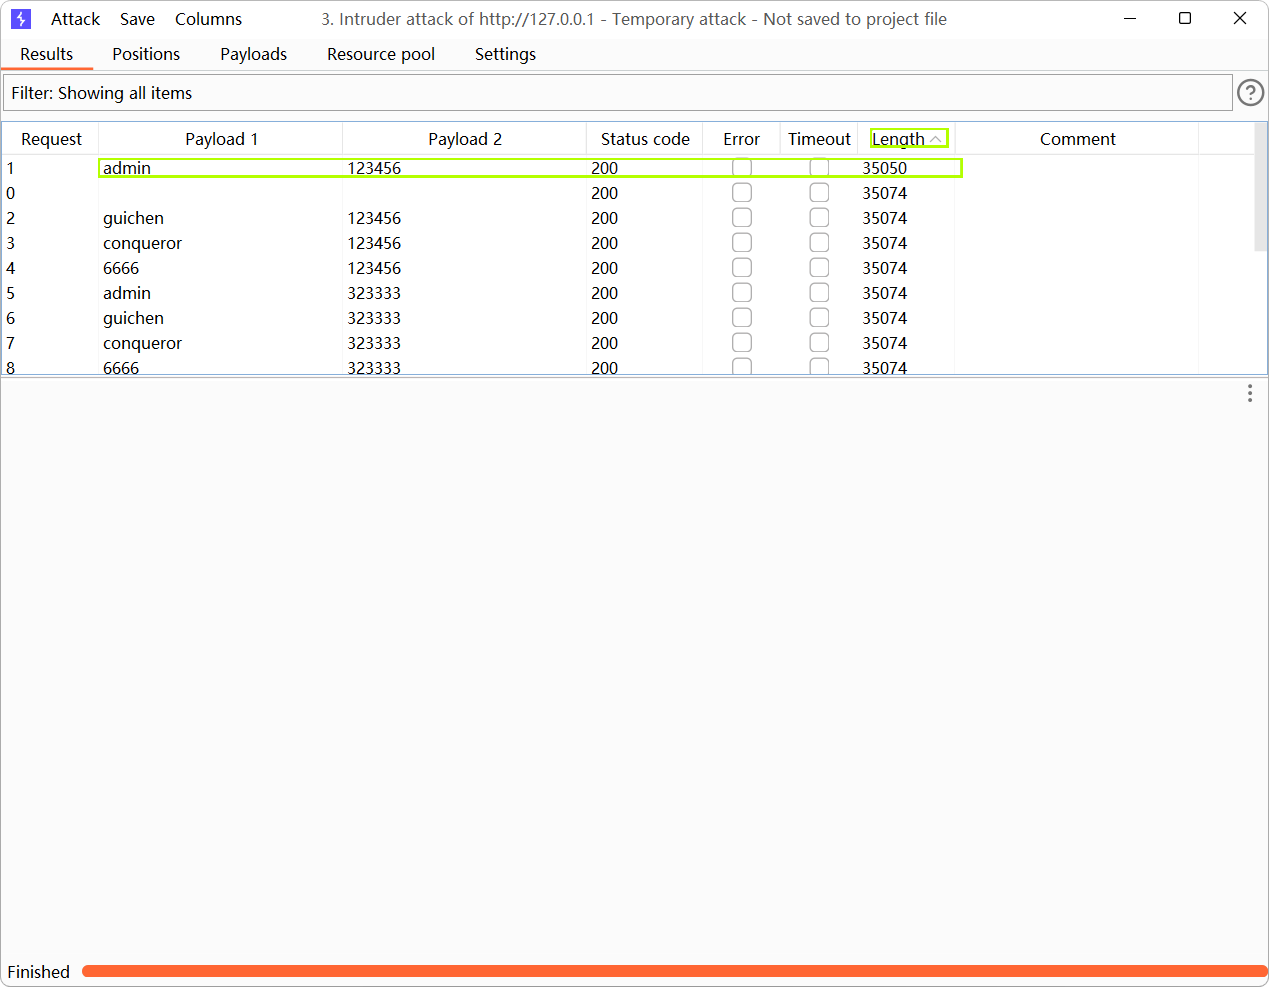 Attack Save Columns 3. Intruder attack of http://127.0.0.1 - Temporary attack - Not saved to project file
Results Positions Payloads Resource pool Settings
Filter: Showing all items ?
Request Payload 1 Payload 2 Status code Error Timeout Length Comment
1 admin 123456 200 35050
0 200 35074
2 guichen 123456 200 35074
3 conqueror 123456 200 35074
4 6666 123456 200 35074
5 admin 323333 200 35074
6 guichen 323333 200 35074
7 conqueror 323333 200 35074
8 6666 323333 200 35074
Finished